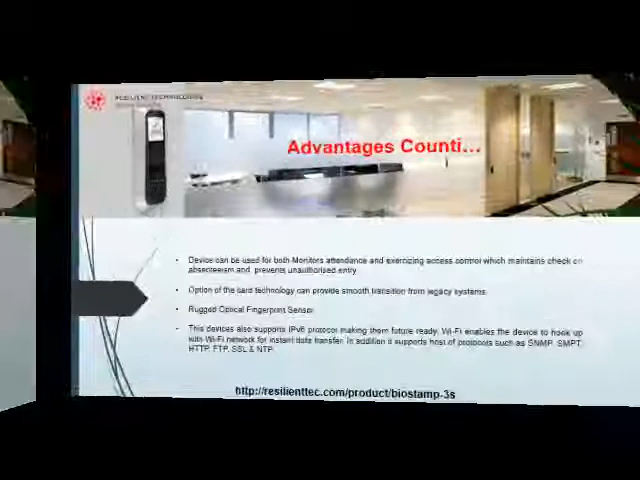 RESILIENT TECHNOLOGIES
Advantages Counti...
• Device can be used for both Monitors attendance and exercizing access control which maintains check on
absenteeism and prevents unauthorised entry
• Option of the card technology can provide smooth transition from legacy systems
• Rugged Optical Fingerprint Sensor
• This devices also supports IPv6 protocol making them future ready. Wi-Fi enables the device to hook up
with Wi-Fi network for instant data transfer. In addition it supports host of protocols such as SNMP, SMPT,
HTTP, FTP, SSL & NTP
http://resilienttec.com/product/biostamp-3s